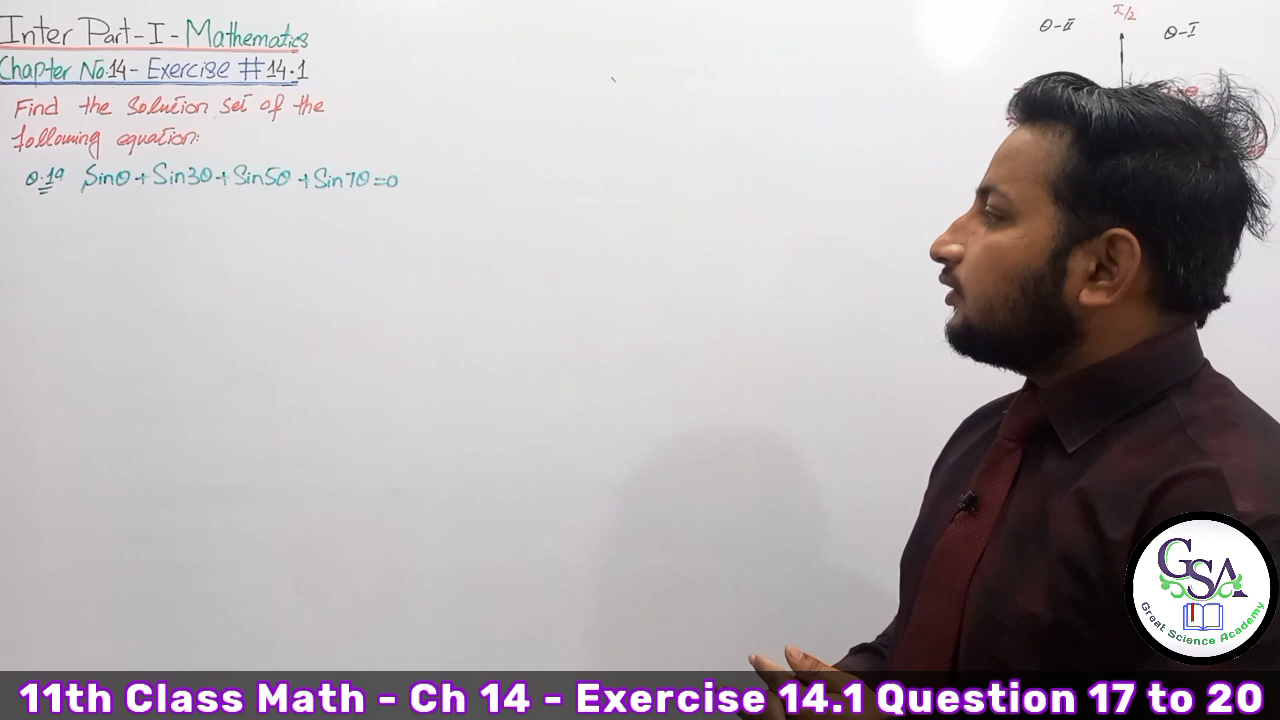 Inter Part-I-Mathematics
Chapter No.14- Exercise #14.1
Find the Solution set of the
following equation:
Q.19 Sinθ+Sin3θ+Sin5θ+Sin7θ=0
θ-II
π/2
θ-I
GSA
Great Science Academy
11th Class Math - Ch 14 - Exercise 14.1 Question 17 to 20